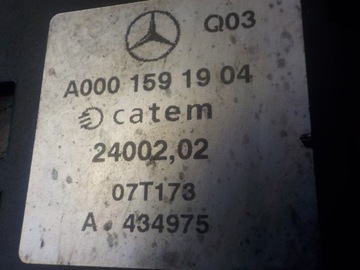 Q03
A000 159 19 04
catem
24002,02
07T173
A 434975